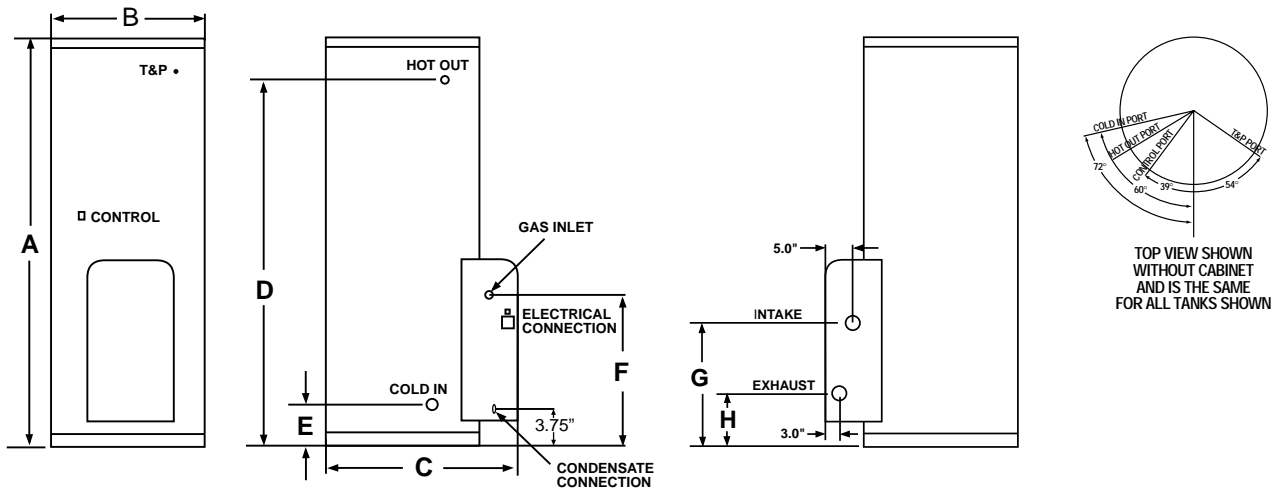 B
T&P
A
CONTROL
HOT OUT
D
GAS INLET
ELECTRICAL
CONNECTION
F
COLD IN
E
3.75”
C
CONDENSATE
CONNECTION
5.0"
INTAKE
G
EXHAUST
H
3.0"
COLD IN PORT
HOT OUT PORT
CONTROL PORT
T&P PORT
72°
60°
39°
54°
TOP VIEW SHOWN
WITHOUT CABINET
AND IS THE SAME
FOR ALL TANKS SHOWN